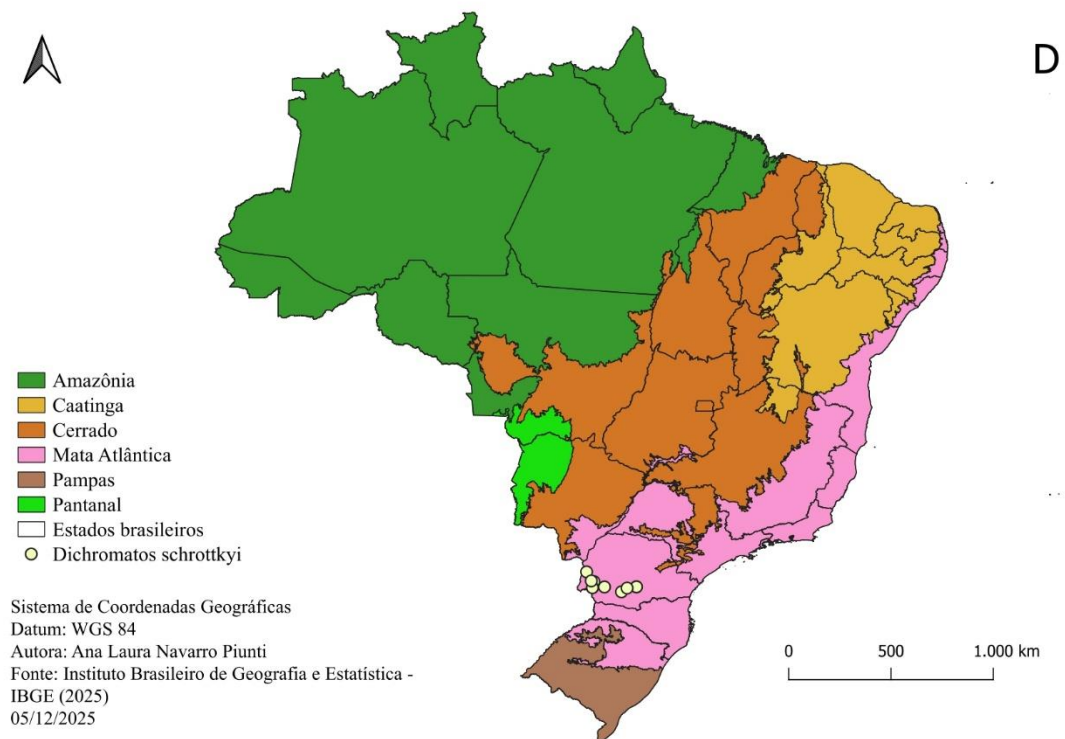 D
Amazônia
Caatinga
Cerrado
Mata Atlântica
Pampas
Pantanal
Estados brasileiros
Dichromatos schrottkyi
Sistema de Coordenadas Geográficas
Datum: WGS 84
Autora: Ana Laura Navarro Piunti
Fonte: Instituto Brasileiro de Geografia e Estatística -
IBGE (2025)
05/12/2025
0 500 1.000 km